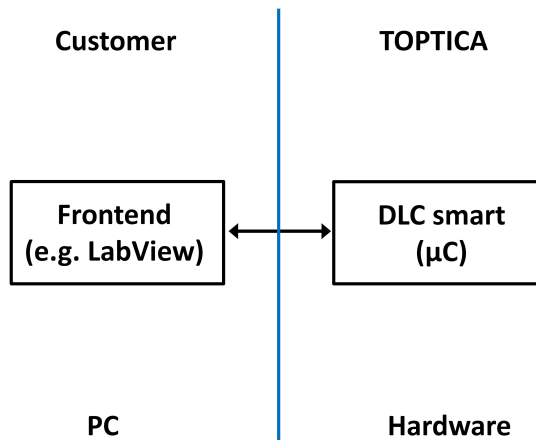 Customer
TOPTICA
Frontend
(e.g. LabView)
DLC smart
(µC)
PC
Hardware